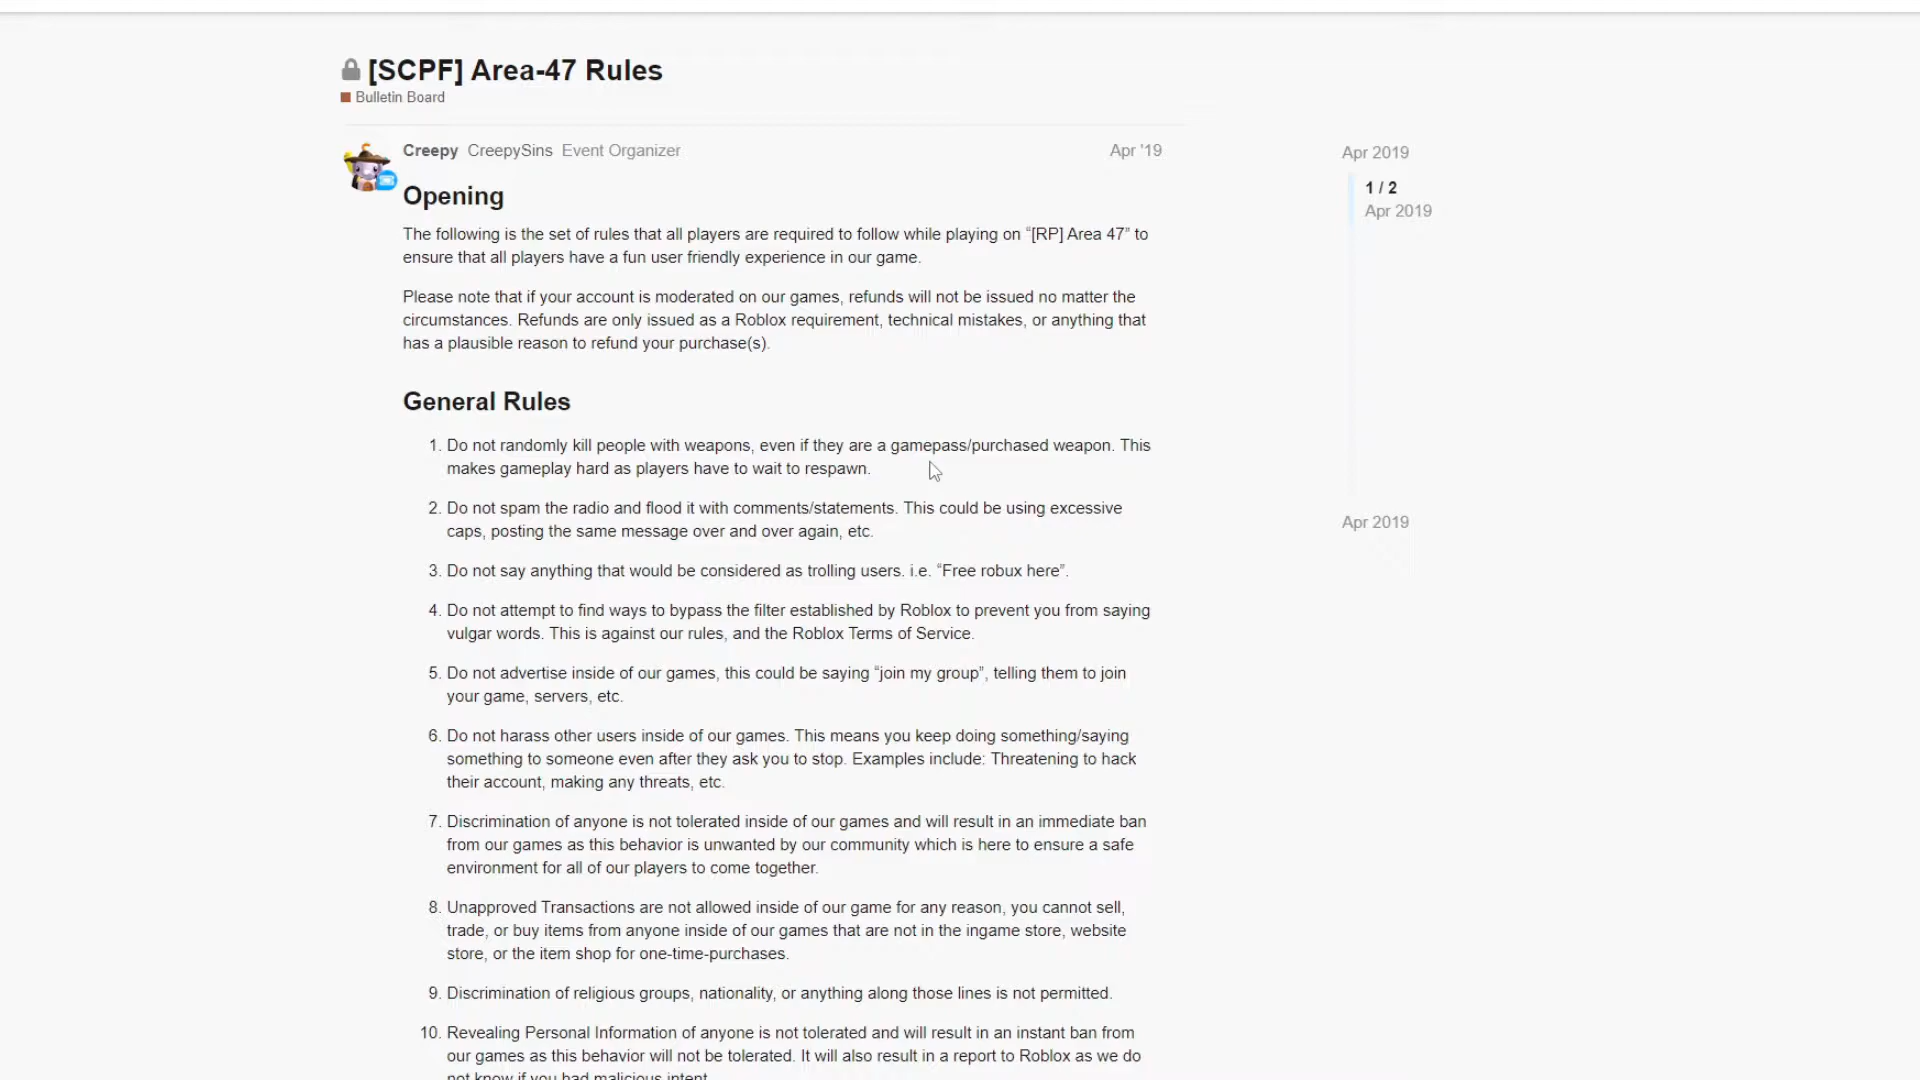 [SCPF] Area-47 Rules
Bulletin Board
Creepy CreepySins Event Organizer Apr '19
Apr 2019
1 / 2
Apr 2019
Opening
The following is the set of rules that all players are required to follow while playing on “[RP] Area 47” to
ensure that all players have a fun user friendly experience in our game.
Please note that if your account is moderated on our games, refunds will not be issued no matter the
circumstances. Refunds are only issued as a Roblox requirement, technical mistakes, or anything that
has a plausible reason to refund your purchase(s).
General Rules
1. Do not randomly kill people with weapons, even if they are a gamepass/purchased weapon. This
makes gameplay hard as players have to wait to respawn.
2. Do not spam the radio and flood it with comments/statements. This could be using excessive
caps, posting the same message over and over again, etc.
Apr 2019
3. Do not say anything that would be considered as trolling users. i.e. “Free robux here”.
4. Do not attempt to find ways to bypass the filter established by Roblox to prevent you from saying
vulgar words. This is against our rules, and the Roblox Terms of Service.
5. Do not advertise inside of our games, this could be saying “join my group”, telling them to join
your game, servers, etc.
6. Do not harass other users inside of our games. This means you keep doing something/saying
something to someone even after they ask you to stop. Examples include: Threatening to hack
their account, making any threats, etc.
7. Discrimination of anyone is not tolerated inside of our games and will result in an immediate ban
from our games as this behavior is unwanted by our community which is here to ensure a safe
environment for all of our players to come together.
8. Unapproved Transactions are not allowed inside of our game for any reason, you cannot sell,
trade, or buy items from anyone inside of our games that are not in the ingame store, website
store, or the item shop for one-time-purchases.
9. Discrimination of religious groups, nationality, or anything along those lines is not permitted.
10. Revealing Personal Information of anyone is not tolerated and will result in an instant ban from
our games as this behavior will not be tolerated. It will also result in a report to Roblox as we do
not know if you had malicious intent.